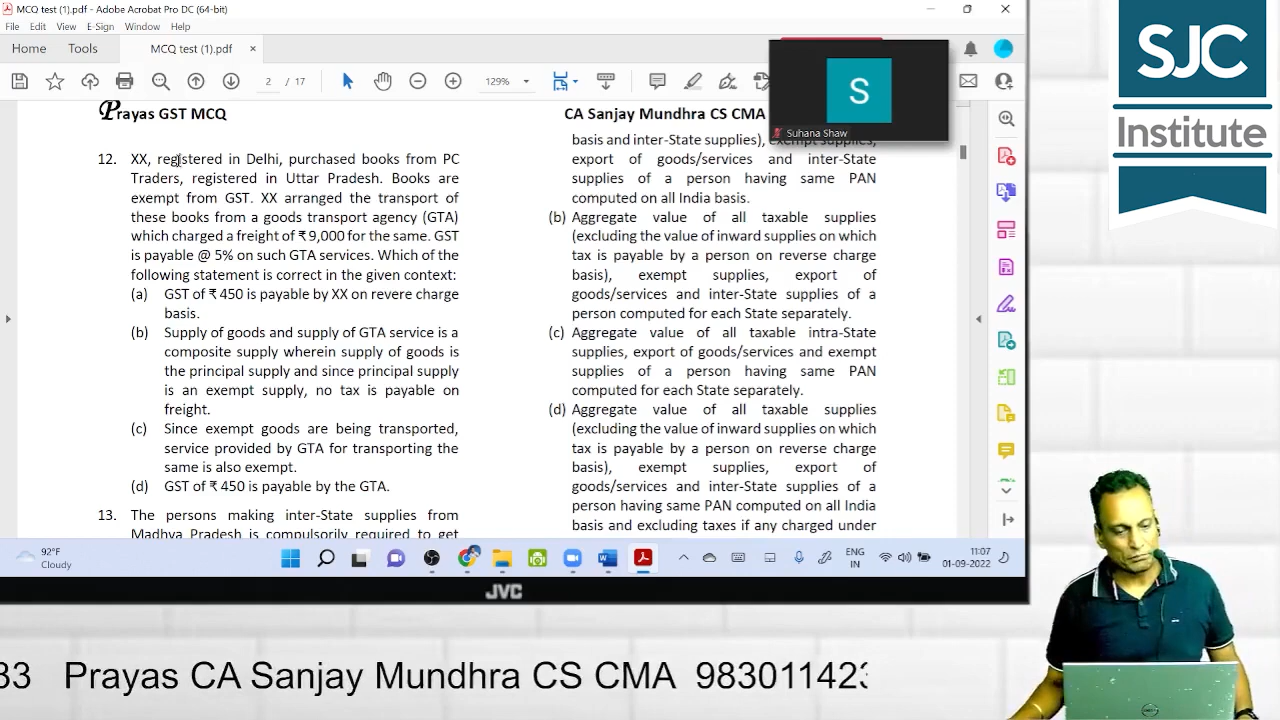 MCQ test (1).pdf - Adobe Acrobat Pro DC (64-bit)
File Edit View E-Sign Window Help
Home Tools MCQ test (1).pdf ×
2 / 17 129%
S
Suhana Shaw
Prayas GST MCQ
CA Sanjay Mundhra CS CMA
12. XX, registered in Delhi, purchased books from PC
Traders, registered in Uttar Pradesh. Books are
exempt from GST. XX arranged the transport of
these books from a goods transport agency (GTA)
which charged a freight of ₹ 9,000 for the same. GST
is payable @ 5% on such GTA services. Which of the
following statement is correct in the given context:
(a) GST of ₹ 450 is payable by XX on revere charge
basis.
(b) Supply of goods and supply of GTA service is a
composite supply wherein supply of goods is
the principal supply and since principal supply
is an exempt supply, no tax is payable on
freight.
(c) Since exempt goods are being transported,
service provided by GTA for transporting the
same is also exempt.
(d) GST of ₹ 450 is payable by the GTA.
13. The persons making inter-State supplies from
Madhya Pradesh is compulsorily required to get
basis and inter-State supplies), exempt supplies,
export of goods/services and inter-State
supplies of a person having same PAN
computed on all India basis.
(b) Aggregate value of all taxable supplies
(excluding the value of inward supplies on which
tax is payable by a person on reverse charge
basis), exempt supplies, export of
goods/services and inter-State supplies of a
person computed for each State separately.
(c) Aggregate value of all taxable intra-State
supplies, export of goods/services and exempt
supplies of a person having same PAN
computed for each State separately.
(d) Aggregate value of all taxable supplies
(excluding the value of inward supplies on which
tax is payable by a person on reverse charge
basis), exempt supplies, export of
goods/services and inter-State supplies of a
person having same PAN computed on all India
basis and excluding taxes if any charged under
92°F
Cloudy
ENG
IN
11:07
01-09-2022
JVC
SJC
Institute
33 Prayas CA Sanjay Mundhra CS CMA 983011423
DELL